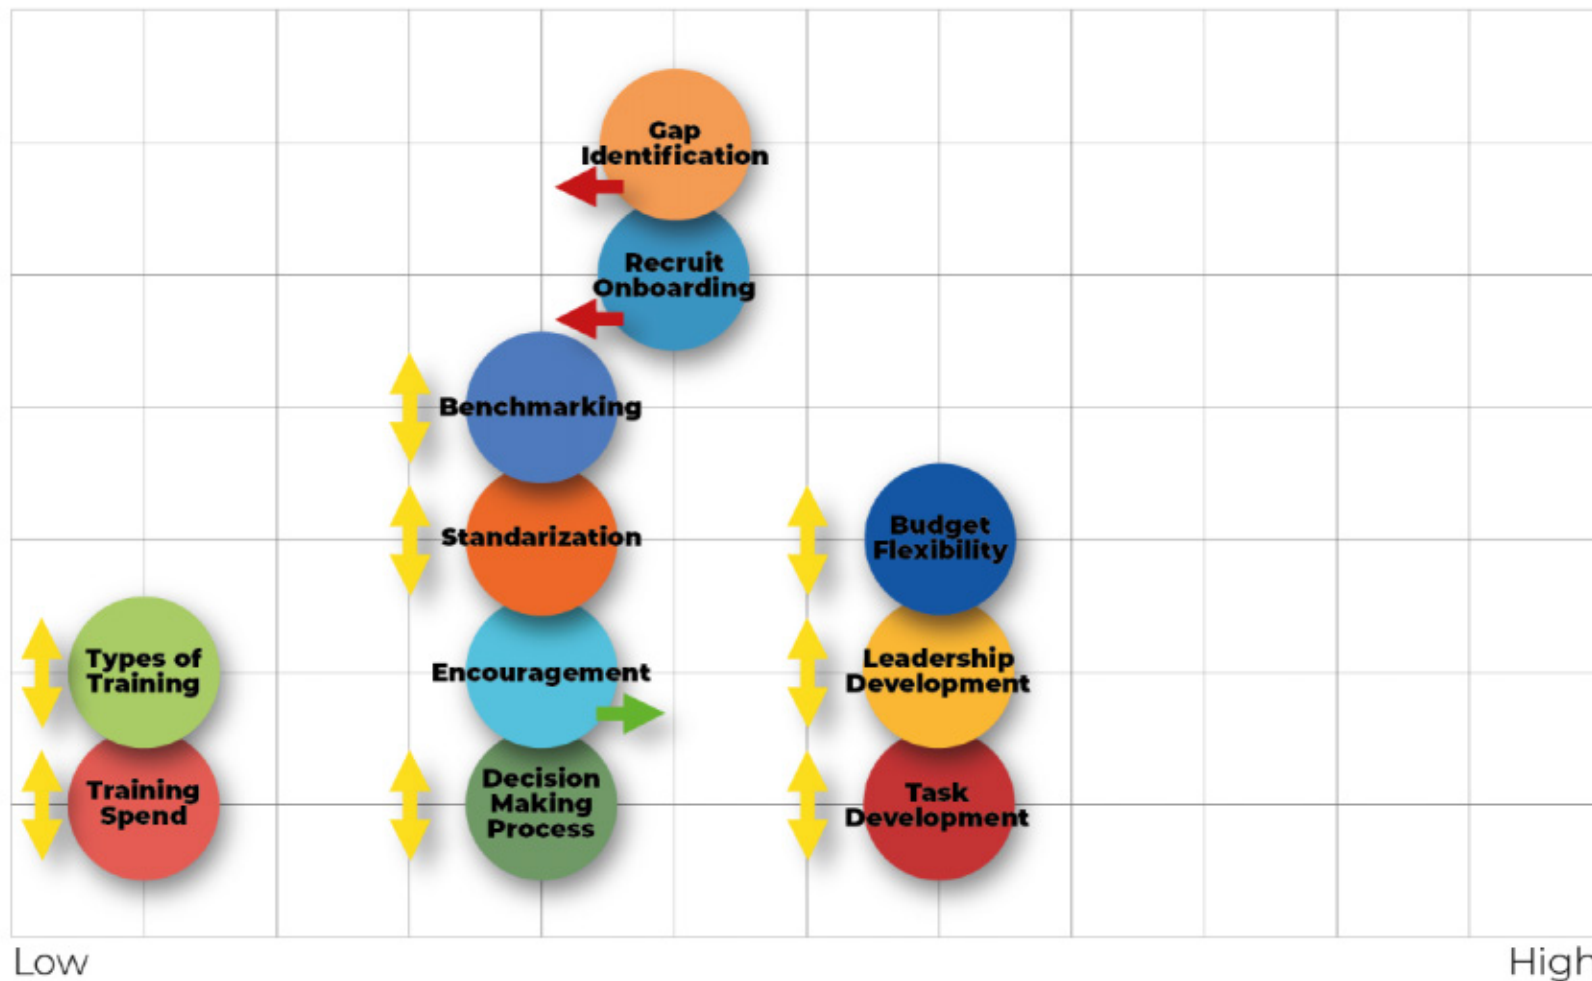 Gap
Identification
Recruit
Onboarding
Benchmarking
Standarization
Budget
Flexibility
Types of
Training
Encouragement
Leadership
Development
Training
Spend
Decision
Making
Process
Task
Development
Low
High